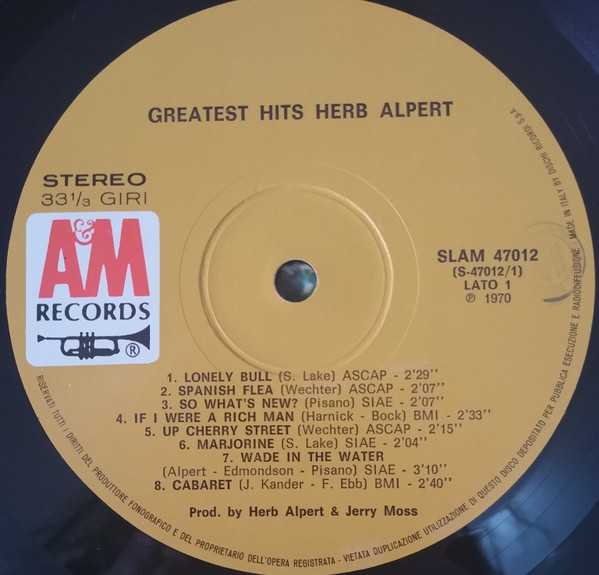 GREATEST HITS HERB ALPERT
STEREO
33 1/3 GIRI
A&M
RECORDS
®
SLAM 47012
(S-47012/1)
LATO 1
℗ 1970
1. LONELY BULL (S. Lake) ASCAP - 2'29''
2. SPANISH FLEA (Wechter) ASCAP - 2'07''
3. SO WHAT'S NEW? (Pisano) SIAE - 2'07''
4. IF I WERE A RICH MAN (Harnick - Bock) BMI - 2'33''
5. UP CHERRY STREET (Wechter) ASCAP - 2'15''
6. MARJORINE (S. Lake) SIAE - 2'04''
7. WADE IN THE WATER
(Alpert - Edmondson - Pisano) SIAE - 3'10''
8. CABARET (J. Kander - F. Ebb) BMI - 2'40''
Prod. by Herb Alpert & Jerry Moss
RISERVATI TUTTI I DIRITTI DEL PRODUTTORE FONOGRAFICO E DEL PROPRIETARIO DELL'OPERA REGISTRATA - VIETATA DUPLICAZIONE UTILIZZAZIONE DI QUESTO DISCO DEPOSITATO PER PUBBLICA ESECUZIONE E RADIODIFFUSIONE. MADE IN ITALY BY DISCHI RICORDI S.p.A.